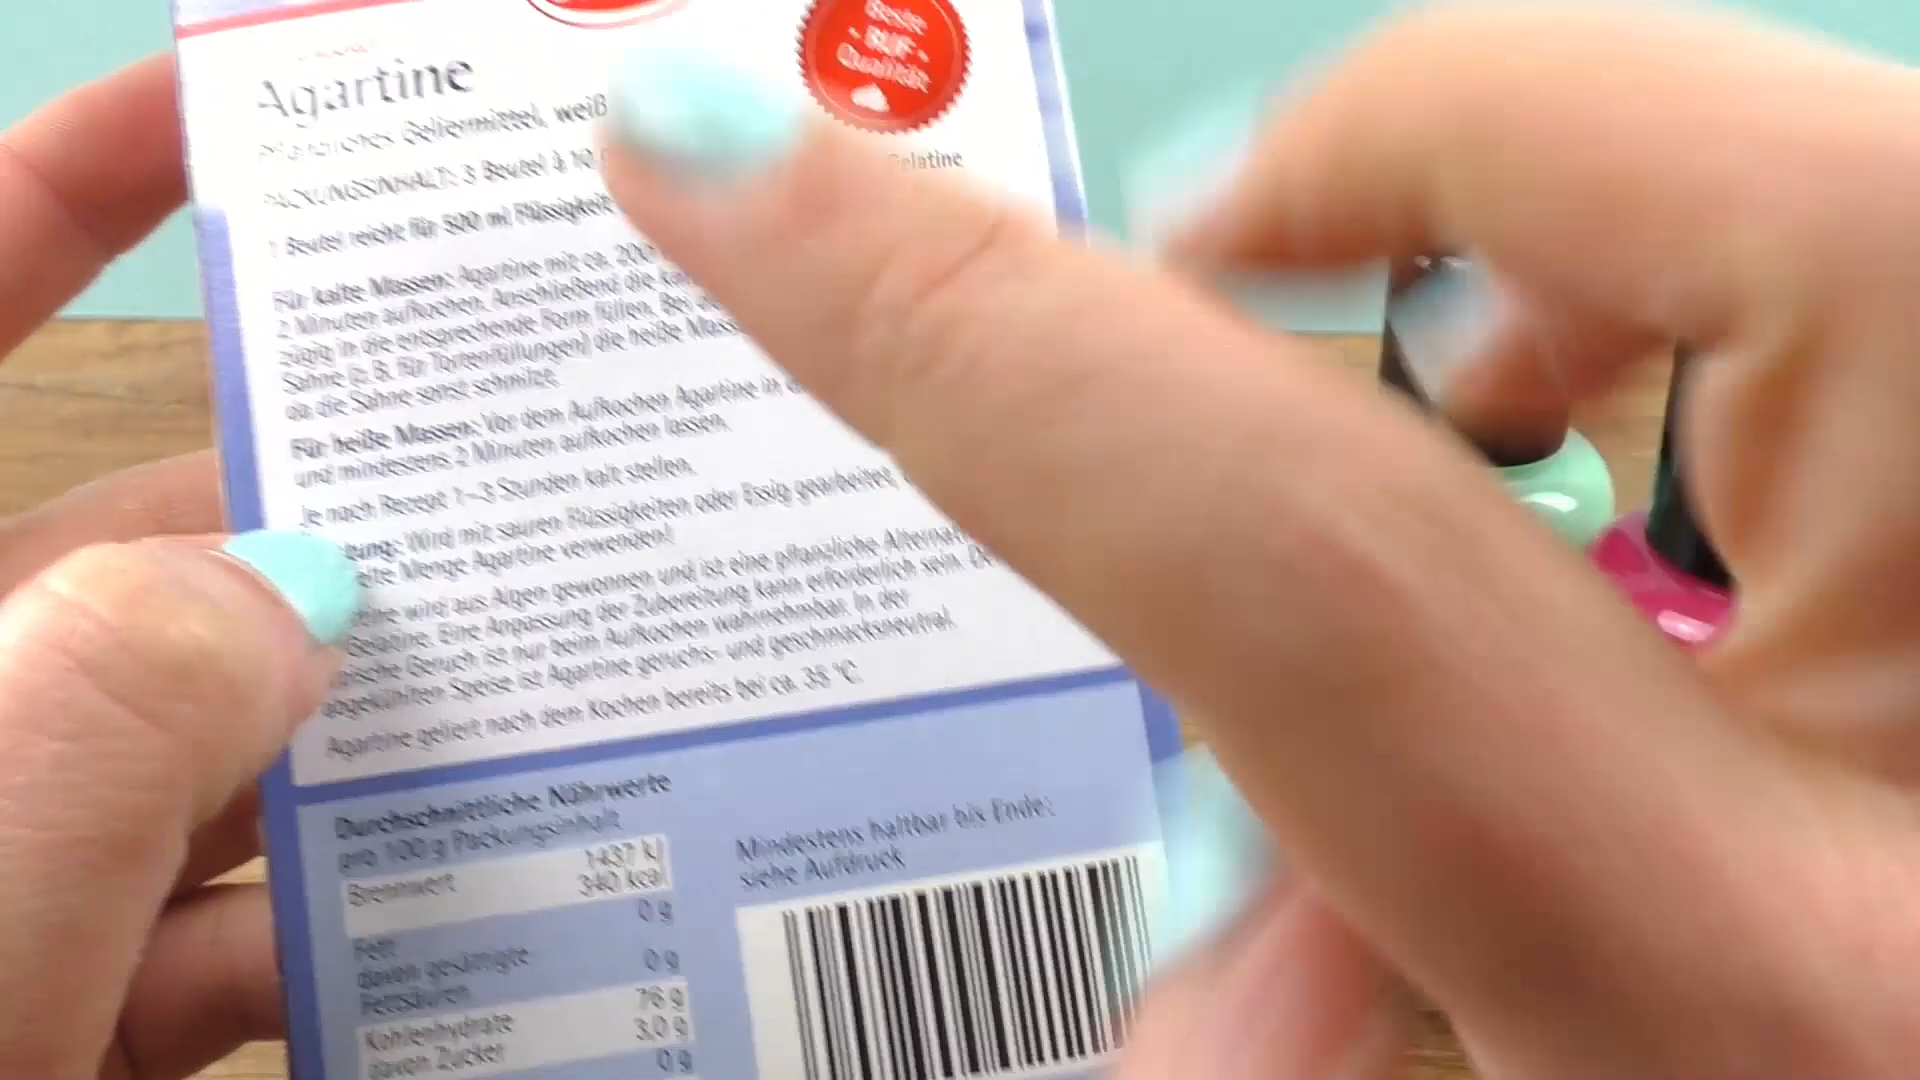 Agartine
Pflanzliches Geliermittel, weiß
PACKUNGSINHALT: 3 Beutel à 10
1 Beutel reicht für 500 ml Flüssigkeit
Für kalte Massen: Agartine mit ca. 200
2 Minuten aufkochen. Anschließend die
zügig in die entsprechende Form füllen. Bei
Sahne (z. B. für Tortenfüllungen) die heiße
da die Sahne sonst schmilzt.
Für heiße Massen: Vor dem Aufkochen Agartine in
und mindestens 2 Minuten aufkochen lassen.
Je nach Rezept 1–3 Stunden kalt stellen.
Wird mit sauren Flüssigkeiten oder Essig gearbeitet,
Menge Agartine verwenden!
wird aus Algen gewonnen und ist eine pflanzliche
Gelatine. Eine Anpassung der Zubereitung kann erforderlich sein.
Geruch ist nur beim Aufkochen wahrnehmbar. In der
abgekühlten Speise ist Agartine geruchs- und geschmacksneutral.
Agartine geliert nach dem Kochen bereits bei ca. 35 °C.
Beste
- RUF -
Qualität
Gelatine
Durchschnittliche Nährwerte
pro 100 g Packungsinhalt
Brennwert 1437 kJ
340 kcal
Fett 0 g
davon gesättigte
Fettsäuren 0 g
Kohlenhydrate 76 g
davon Zucker 3,0 g
0 g
Mindestens haltbar bis Ende:
siehe Aufdruck